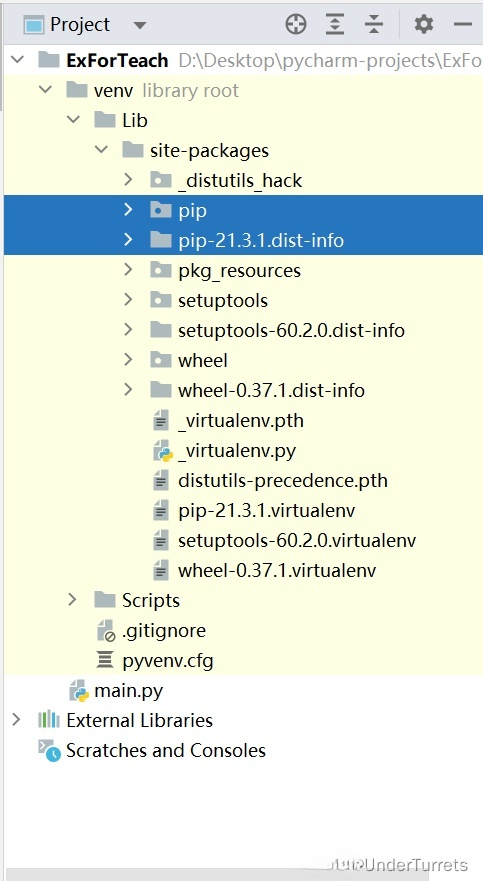 Project
ExForTeach D:\Desktop\pycharm-projects\ExFo
venv library root
Lib
site-packages
_distutils_hack
pip
pip-21.3.1.dist-info
pkg_resources
setuptools
setuptools-60.2.0.dist-info
wheel
wheel-0.37.1.dist-info
_virtualenv.pth
_virtualenv.py
distutils-precedence.pth
pip-21.3.1.virtualenv
setuptools-60.2.0.virtualenv
wheel-0.37.1.virtualenv
Scripts
.gitignore
pyvenv.cfg
main.py
External Libraries
Scratches and Consoles
UnderTurrets